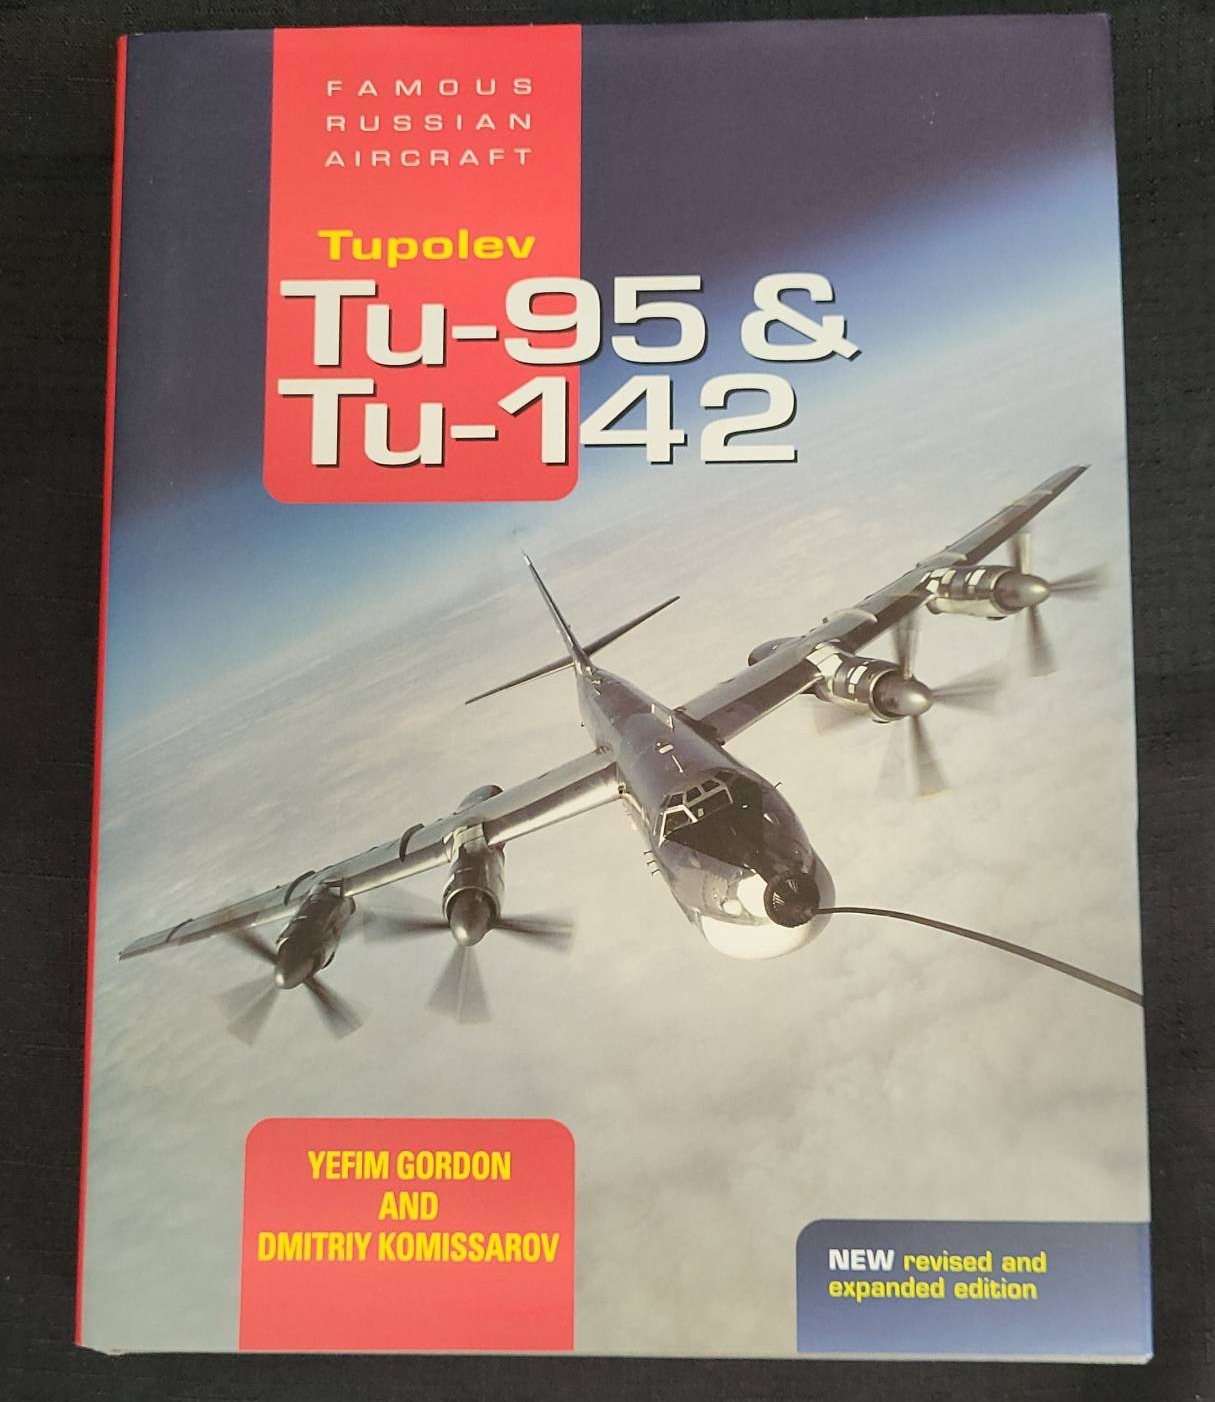 FAMOUS
RUSSIAN
AIRCRAFT
Tupolev
Tu-95 &
Tu-142
YEFIM GORDON
AND
DMITRIY KOMISSAROV
NEW revised and
expanded edition